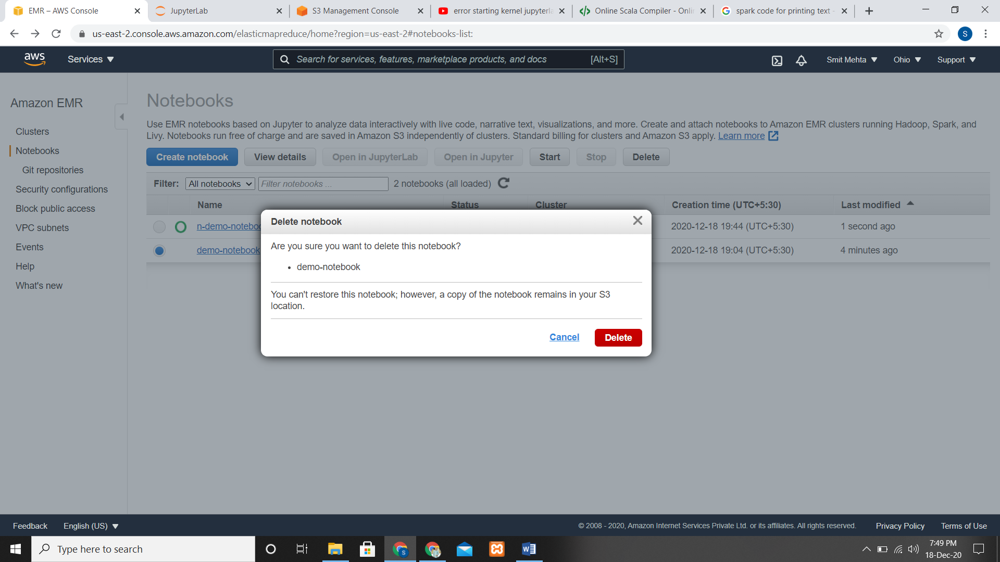 EMR – AWS Console
JupyterLab
S3 Management Console
error starting kernel jupyterla
Online Scala Compiler - Onli
spark code for printing text -
us-east-2.console.aws.amazon.com/elasticmapreduce/home?region=us-east-2#notebooks-list:
S
aws
Services
Search for services, features, marketplace products, and docs
[Alt+S]
Smit Mehta
Ohio
Support
Amazon EMR
Clusters
Notebooks
Git repositories
Security configurations
Block public access
VPC subnets
Events
Help
What's new
Notebooks
Use EMR notebooks based on Jupyter to analyze data interactively with live code, narrative text, visualizations, and more. Create and attach notebooks to Amazon EMR clusters running Hadoop, Spark, and
Livy. Notebooks run free of charge and are saved in Amazon S3 independently of clusters. Standard billing for clusters and Amazon S3 apply. Learn more
Create notebook
View details
Open in JupyterLab
Open in Jupyter
Start
Stop
Delete
Filter:
All notebooks
Filter notebooks ...
2 notebooks (all loaded)
Name
Status
Cluster
Creation time (UTC+5:30)
Last modified
n-demo-noteboo
2020-12-18 19:44 (UTC+5:30)
1 second ago
demo-notebook
2020-12-18 19:04 (UTC+5:30)
4 minutes ago
Delete notebook
Are you sure you want to delete this notebook?
• demo-notebook
You can't restore this notebook; however, a copy of the notebook remains in your S3
location.
Cancel
Delete
Feedback
English (US)
© 2008 - 2020, Amazon Internet Services Private Ltd. or its affiliates. All rights reserved.
Privacy Policy
Terms of Use
Type here to search
7:49 PM
18-Dec-20